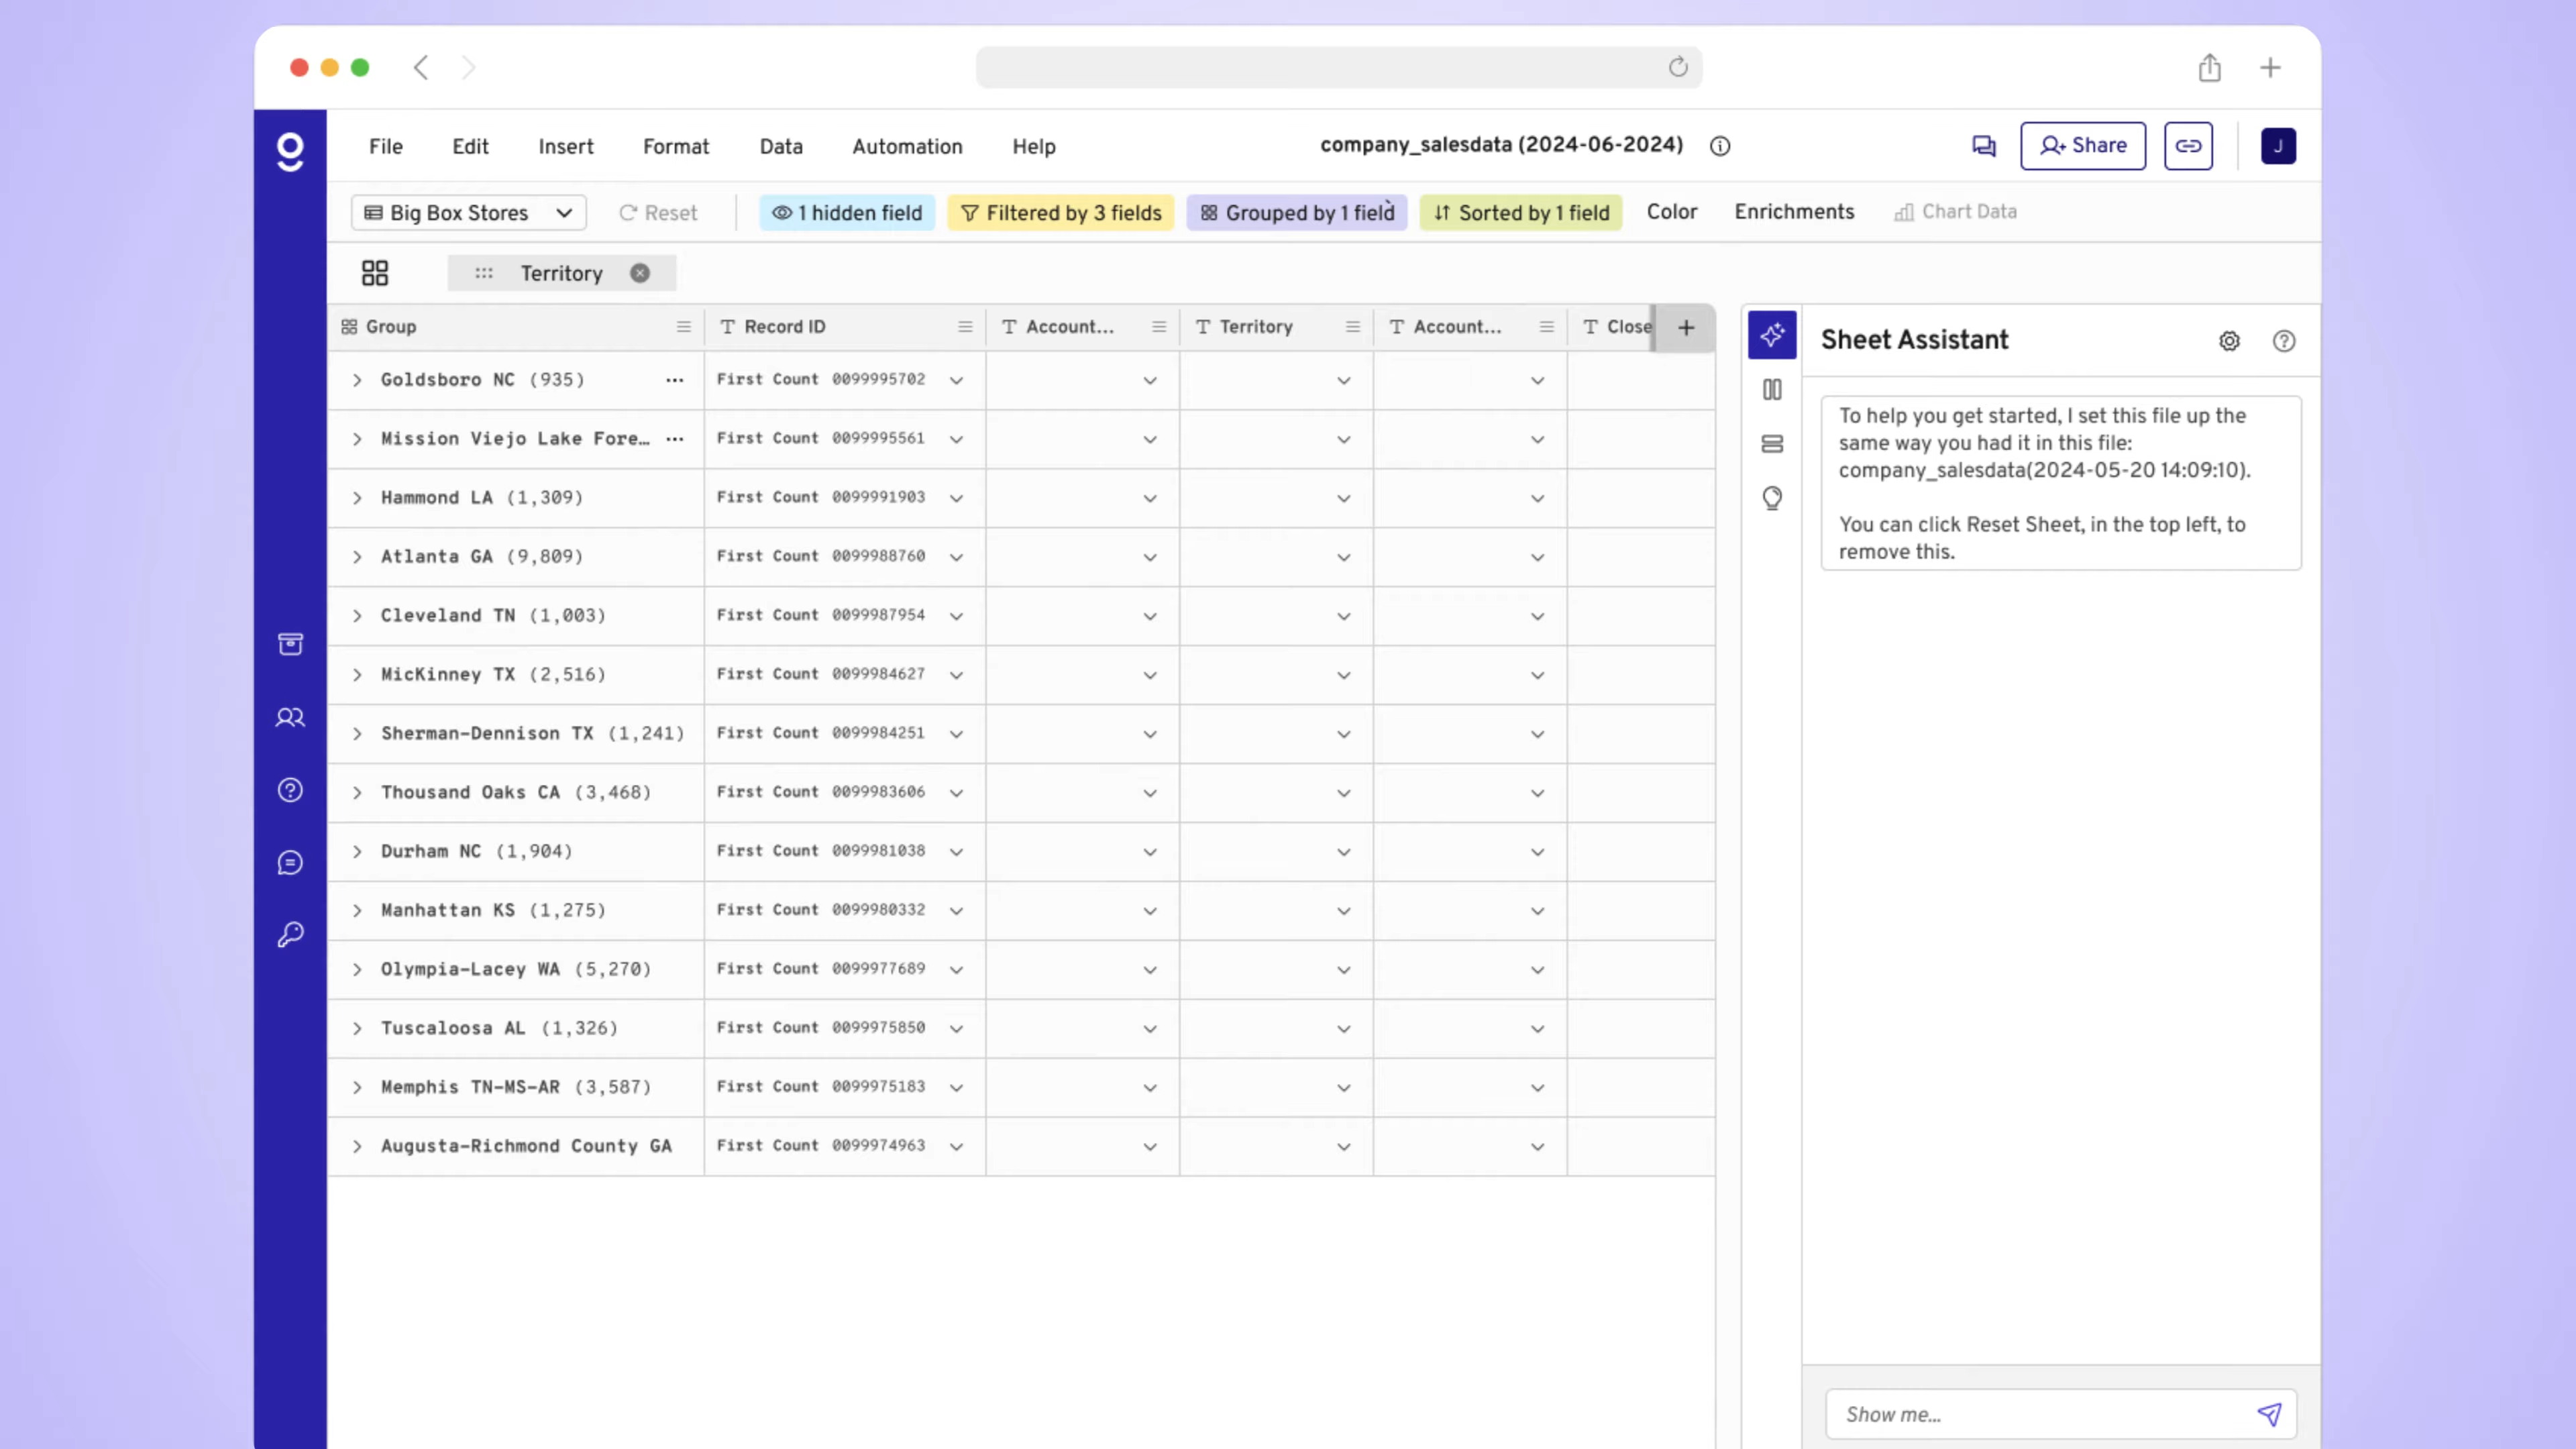 File Edit Insert Format Data Automation Help company_salesdata (2024-06-2024) Share J
Big Box Stores Reset 1 hidden field Filtered by 3 fields Grouped by 1 field Sorted by 1 field Color Enrichments Chart Data
Territory
Group Record ID Account... Territory Account... Close
Goldsboro NC (935) ... First Count 0099995702
Mission Viejo Lake Fore... ... First Count 0099995561
Hammond LA (1,309) First Count 0099991903
Atlanta GA (9,809) First Count 0099988760
Cleveland TN (1,003) First Count 0099987954
MicKinney TX (2,516) First Count 0099984627
Sherman-Dennison TX (1,241) First Count 0099984251
Thousand Oaks CA (3,468) First Count 0099983606
Durham NC (1,904) First Count 0099981038
Manhattan KS (1,275) First Count 0099980332
Olympia-Lacey WA (5,270) First Count 0099977689
Tuscaloosa AL (1,326) First Count 0099975850
Memphis TN-MS-AR (3,587) First Count 0099975183
Augusta-Richmond County GA First Count 0099974963
Sheet Assistant
To help you get started, I set this file up the
same way you had it in this file:
company_salesdata(2024-05-20 14:09:10).
You can click Reset Sheet, in the top left, to
remove this.
Show me...